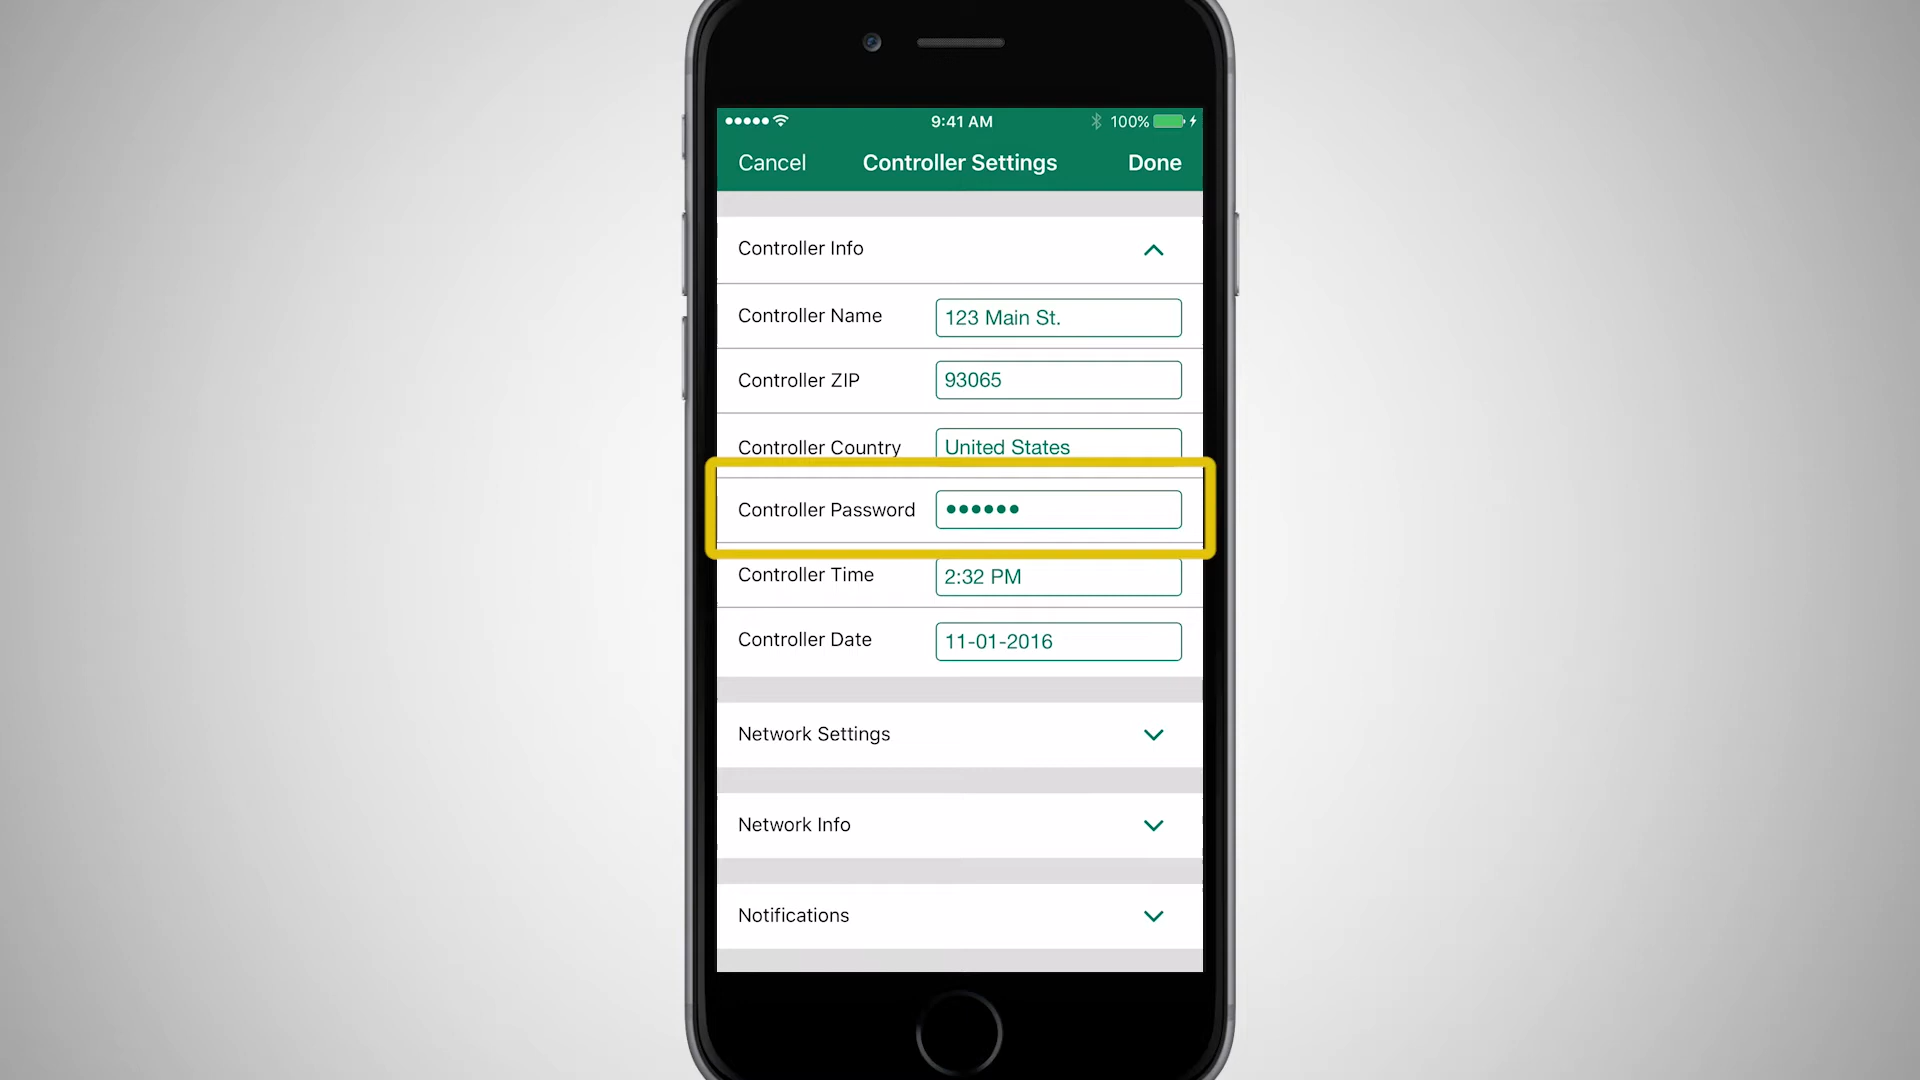 9:41 AM 100%
Cancel Controller Settings Done
Controller Info
Controller Name 123 Main St.
Controller ZIP 93065
Controller Country United States
Controller Password ••••••
Controller Time 2:32 PM
Controller Date 11-01-2016
Network Settings
Network Info
Notifications